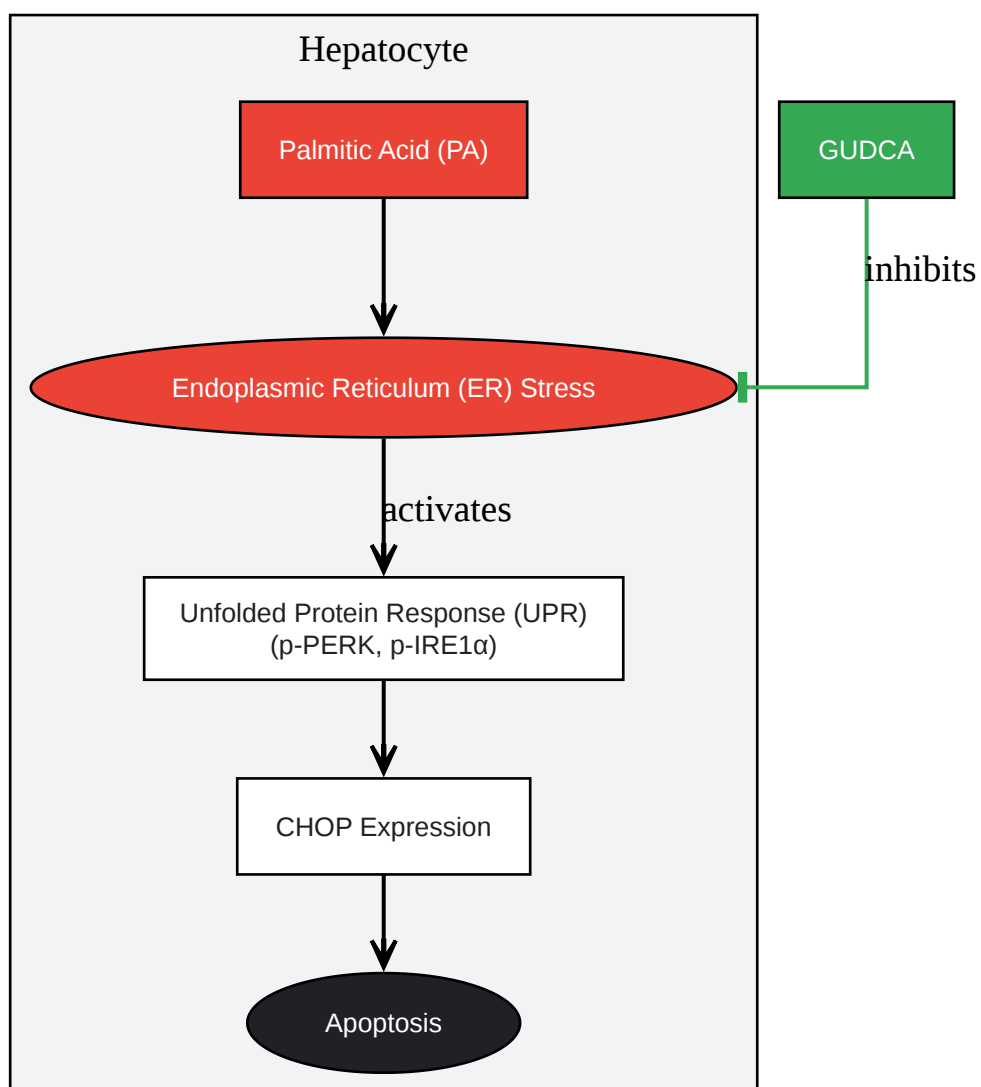 Hepatocyte
Palmitic Acid (PA)
GUDCA
inhibits
Endoplasmic Reticulum (ER) Stress
activates
Unfolded Protein Response (UPR)
(p-PERK, p-IRE1α)
CHOP Expression
Apoptosis